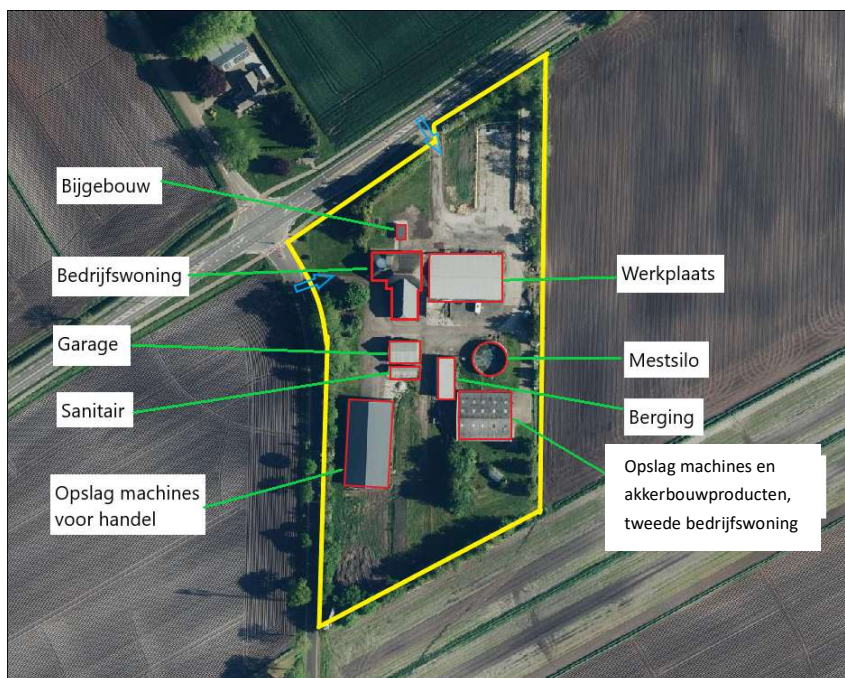 Bijgebouw
Bedrijfswoning
Garage
Sanitair
Opslag machines
voor handel
Werkplaats
Mestsilo
Berging
Opslag machines en
akkerbouwproducten,
tweede bedrijfswoning